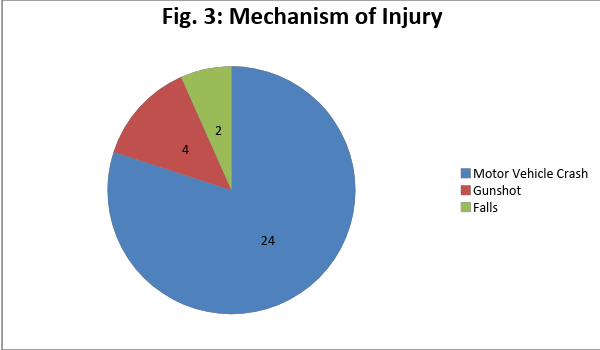 Fig. 3: Mechanism of Injury
2
4
24
Motor Vehicle Crash
Gunshot
Falls